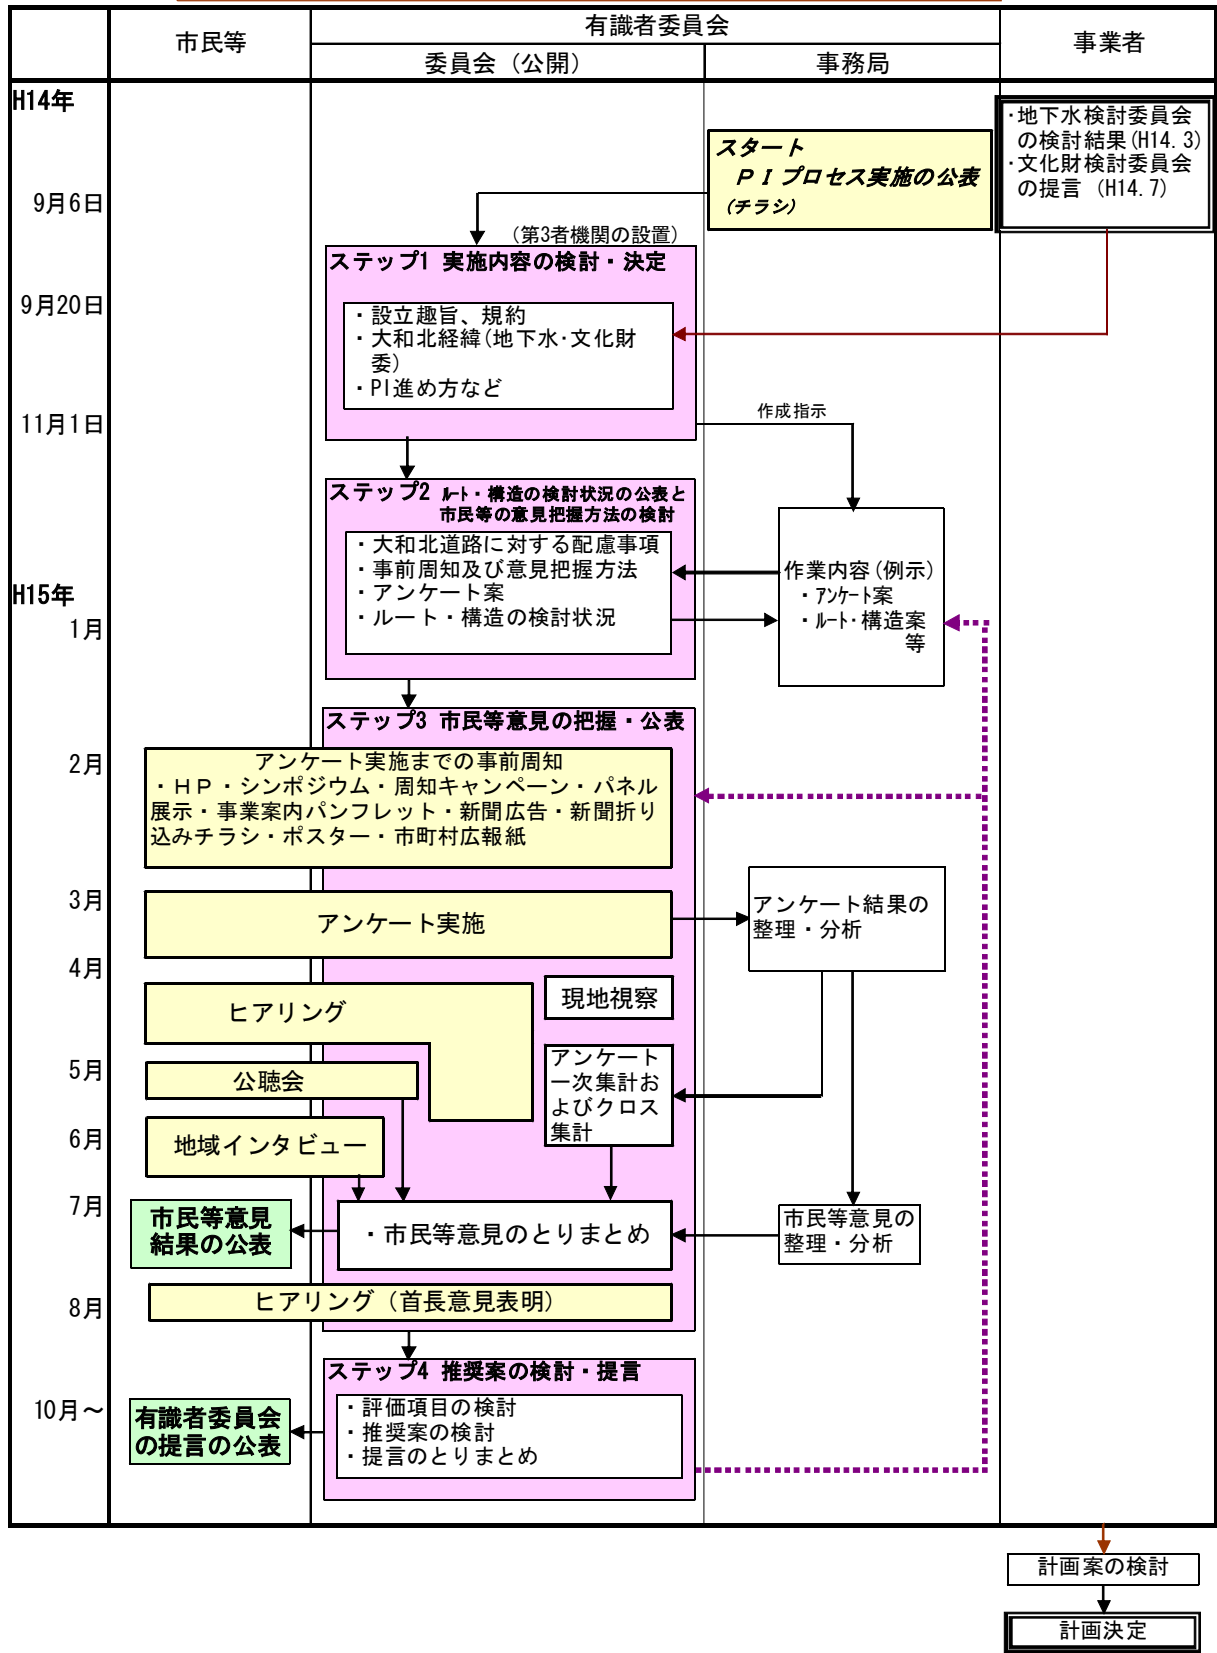 市民等
有識者委員会
委員会（公開）
事務局
事業者
H14年
9月6日
9月20日
11月1日
H15年
1月
2月
3月
4月
5月
6月
7月
8月
10月～
・地下水検討委員会
の検討結果(H14.3)
・文化財検討委員会
の提言（H14.7)
スタート
ＰＩプロセス実施の公表
（チラシ）
（第3者機関の設置）
ステップ1 実施内容の検討・決定
・設立趣旨、規約
・大和北経緯(地下水･文化財
委)
・PI進め方など
作成指示
ステップ2 ﾙｰﾄ・構造の検討状況の公表と
市民等の意見把握方法の検討
・大和北道路に対する配慮事項
・事前周知及び意見把握方法
・アンケート案
・ルート・構造の検討状況
作業内容(例示)
・ｱﾝｹｰﾄ案
・ﾙｰﾄ・構造案
等
ステップ3 市民等意見の把握・公表
アンケート実施までの事前周知
・ＨＰ・シンポジウム・周知キャンペーン・パネル
展示・事業案内パンフレット・新聞広告・新聞折り
込みチラシ・ポスター・市町村広報紙
アンケート実施
アンケート結果の
整理・分析
ヒアリング
現地視察
アンケート
一次集計お
よびクロス
集計
公聴会
地域インタビュー
市民等意見
結果の公表
・市民等意見のとりまとめ
市民等意見の
整理・分析
ヒアリング（首長意見表明）
ステップ4 推奨案の検討・提言
・評価項目の検討
・推奨案の検討
・提言のとりまとめ
有識者委員会
の提言の公表
計画案の検討
計画決定